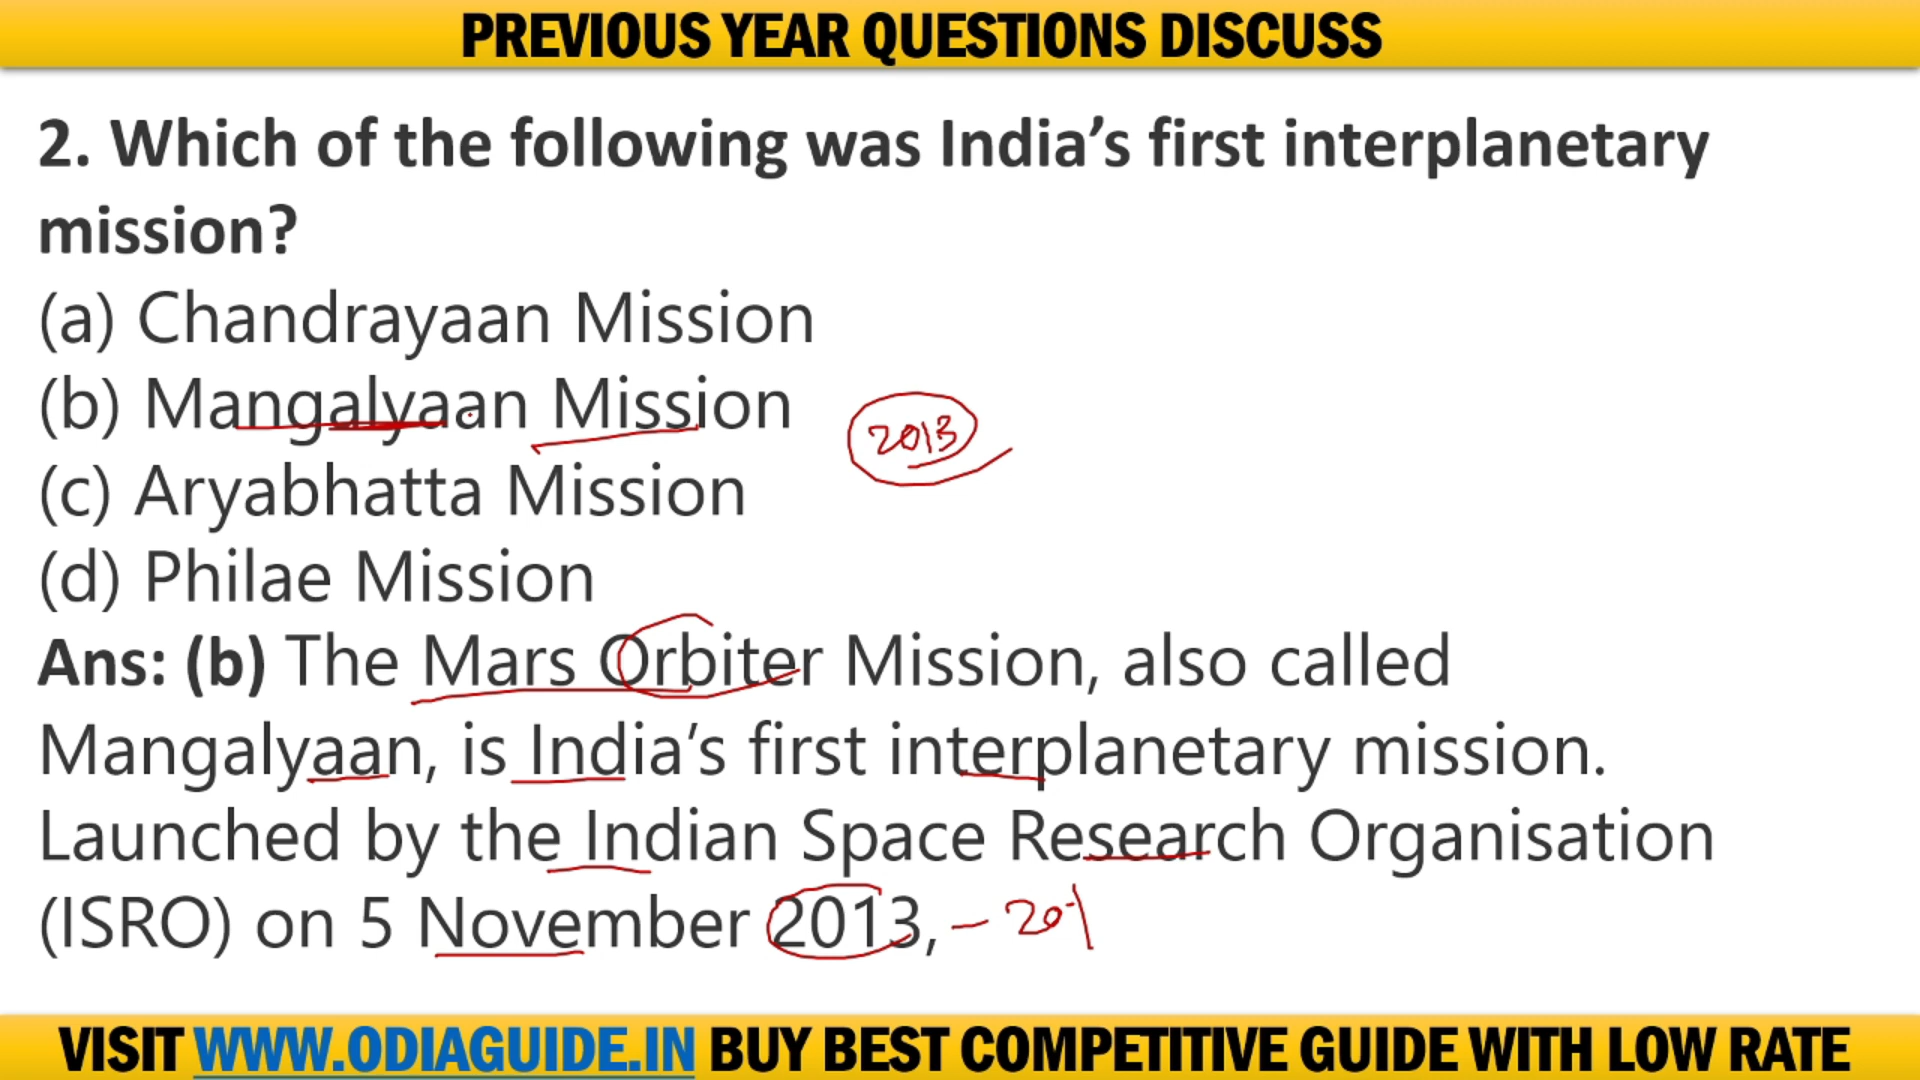 PREVIOUS YEAR QUESTIONS DISCUSS
2. Which of the following was India’s first interplanetary
mission?
(a) Chandrayaan Mission
(b) Mangalyaan Mission
2013
(c) Aryabhatta Mission
(d) Philae Mission
Ans: (b) The Mars Orbiter Mission, also called
Mangalyaan, is India’s first interplanetary mission.
Launched by the Indian Space Research Organisation
(ISRO) on 5 November 2013, –
VISIT WWW.ODIAGUIDE.IN BUY BEST COMPETITIVE GUIDE WITH LOW RATE